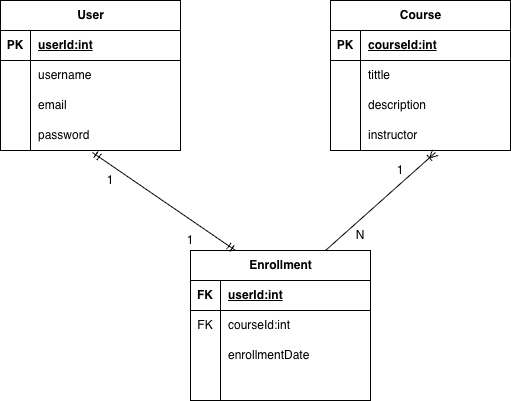 User
PK userId:int
username
email
password
Course
PK courseId:int
tittle
description
instructor
1
1
1
N
Enrollment
FK userId:int
FK courseId:int
enrollmentDate